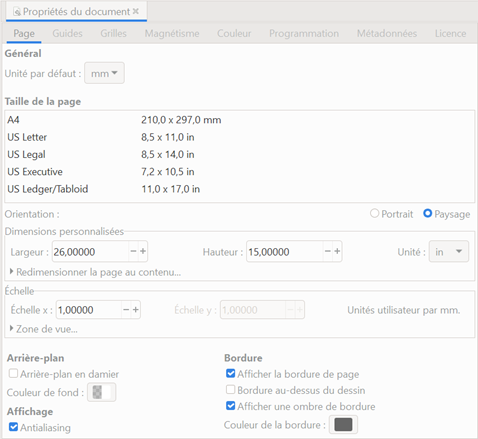 Propriétés du document
Page Guides Grilles Magnétisme Couleur Programmation Métadonnées Licence
Général
Unité par défaut : mm
Taille de la page
A4 210,0 x 297,0 mm
US Letter 8,5 x 11,0 in
US Legal 8,5 x 14,0 in
US Executive 7,2 x 10,5 in
US Ledger/Tabloid 11,0 x 17,0 in
Orientation : Portrait Paysage
Dimensions personnalisées
Largeur : 26,00000 Hauteur : 15,00000 Unité : in
Redimensionner la page au contenu...
Échelle
Échelle x : 1,00000 Échelle y : 1,00000 Unités utilisateur par mm.
Zone de vue...
Arrière-plan Bordure
Arrière-plan en damier Afficher la bordure de page
Couleur de fond : Bordure au-dessus du dessin
Affichage Afficher une ombre de bordure
Antialiasing Couleur de la bordure :